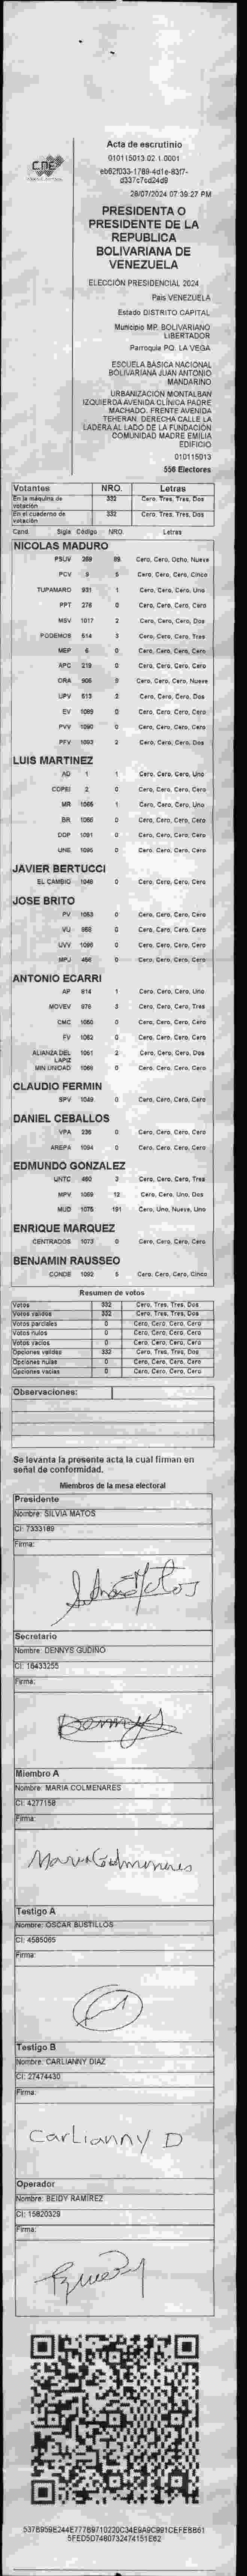 CNE
Acta de escrutinio
010115013.02.1.0001
eb62f033-1789-4d1e-83f7-
d337c7cd24d9
28/07/2024 07:39:27 PM
PRESIDENTA O
PRESIDENTE DE LA
REPUBLICA
BOLIVARIANA DE
VENEZUELA
ELECCIÓN PRESIDENCIAL 2024
País VENEZUELA
Estado DISTRITO CAPITAL
Municipio MP. BOLIVARIANO
LIBERTADOR
Parroquia PQ. LA VEGA
ESCUELA BASICA NACIONAL
BOLIVARIANA JUAN ANTONIO
MANDARINO
URBANIZACIÓN MONTALBAN
IZQUIERDA AVENIDA CLÍNICA PADRE
MACHADO. FRENTE AVENIDA
TEHERAN. DERECHA CALLE LA
LADERA AL LADO DE LA FUNDACIÓN
COMUNIDAD MADRE EMILIA
EDIFICIO
010115013
556 Electores
Votantes NRO. Letras
En la máquina de votación 332 Cero, Tres, Tres, Dos
En el cuaderno de votación 332 Cero, Tres, Tres, Dos
Cand. Sigla Código NRO. Letras
NICOLAS MADURO
PSUV 259 89 Cero, Cero, Ocho, Nueve
PCV 5 Cero, Cero, Cero, Cinco
TUPAMARO 931 1 Cero, Cero, Cero, Uno
PPT 276 0 Cero, Cero, Cero, Cero
MSV 1017 2 Cero, Cero, Cero, Dos
PODEMOS 514 3 Cero, Cero, Cero, Tres
MEP 6 0 Cero, Cero, Cero, Cero
APC 219 0 Cero, Cero, Cero, Cero
ORA 906 9 Cero, Cero, Cero, Nueve
UPV 513 2 Cero, Cero, Cero, Dos
EV 1089 0 Cero, Cero, Cero, Cero
PVV 1090 0 Cero, Cero, Cero, Cero
PFV 1093 2 Cero, Cero, Cero, Dos
LUIS MARTINEZ
AD 1 1 Cero, Cero, Cero, Uno
COPEI 2 0 Cero, Cero, Cero, Cero
MR 1 Cero, Cero, Cero, Uno
BR 0 Cero, Cero, Cero, Cero
DDP 1091 0 Cero, Cero, Cero, Cero
UNE 1095 0 Cero, Cero, Cero, Cero
JAVIER BERTUCCI
EL CAMBIO 1048 0 Cero, Cero, Cero, Cero
JOSE BRITO
PV 1053 0 Cero, Cero, Cero, Cero
VU 0 Cero, Cero, Cero, Cero
UVV 0 Cero, Cero, Cero, Cero
MPJ 0 Cero, Cero, Cero, Cero
ANTONIO ECARRI
AP 814 1 Cero, Cero, Cero, Uno
MOVEV 976 3 Cero, Cero, Cero, Tres
CMC 1050 0 Cero, Cero, Cero, Cero
FV 1052 0 Cero, Cero, Cero, Cero
ALIANZA DEL LAPIZ 1051 2 Cero, Cero, Cero, Dos
MIN UNIDAD 0 Cero, Cero, Cero, Cero
CLAUDIO FERMIN
SPV 1049 0 Cero, Cero, Cero, Cero
DANIEL CEBALLOS
VPA 235 0 Cero, Cero, Cero, Cero
AREPA 1094 0 Cero, Cero, Cero, Cero
EDMUNDO GONZALEZ
UNTC 3 Cero, Cero, Cero, Tres
MPV 1059 12 Cero, Cero, Uno, Dos
MUD 1075 191 Cero, Uno, Nueve, Uno
ENRIQUE MARQUEZ
CENTRADOS 1073 0 Cero, Cero, Cero, Cero
BENJAMIN RAUSSEO
CONDE 1092 5 Cero, Cero, Cero, Cinco
Resumen de votos
Votos 332 Cero, Tres, Tres, Dos
Votos válidos 332 Cero, Tres, Tres, Dos
Votos parciales 0 Cero, Cero, Cero, Cero
Votos nulos 0 Cero, Cero, Cero, Cero
Votos vacíos 0 Cero, Cero, Cero, Cero
Opciones válidas 332 Cero, Tres, Tres, Dos
Opciones nulas 0 Cero, Cero, Cero, Cero
Opciones vacías 0 Cero, Cero, Cero, Cero
Observaciones:
Se levanta la presente acta la cual firman en
señal de conformidad.
Miembros de la mesa electoral
Presidente
Nombre: SILVIA MATOS
CI: 7333189
Firma:
Secretario
Nombre: DENNYS GUDIÑO
CI: 16433255
Firma:
Dennys
Miembro A
Nombre: MARIA COLMENARES
CI: 4277158
Firma:
Maria Colmenares
Testigo A
Nombre: OSCAR BUSTILLOS
CI: 4585065
Firma:
Testigo B
Nombre: CARLIANNY DIAZ
CI: 27474430
Firma:
Carlianny D
Operador
Nombre: BEIDY RAMIREZ
CI: 15820329
Firma:
537B959E244E777B9710220C34E9A9C991CEFEBB61
5FED5D7480732474151E62